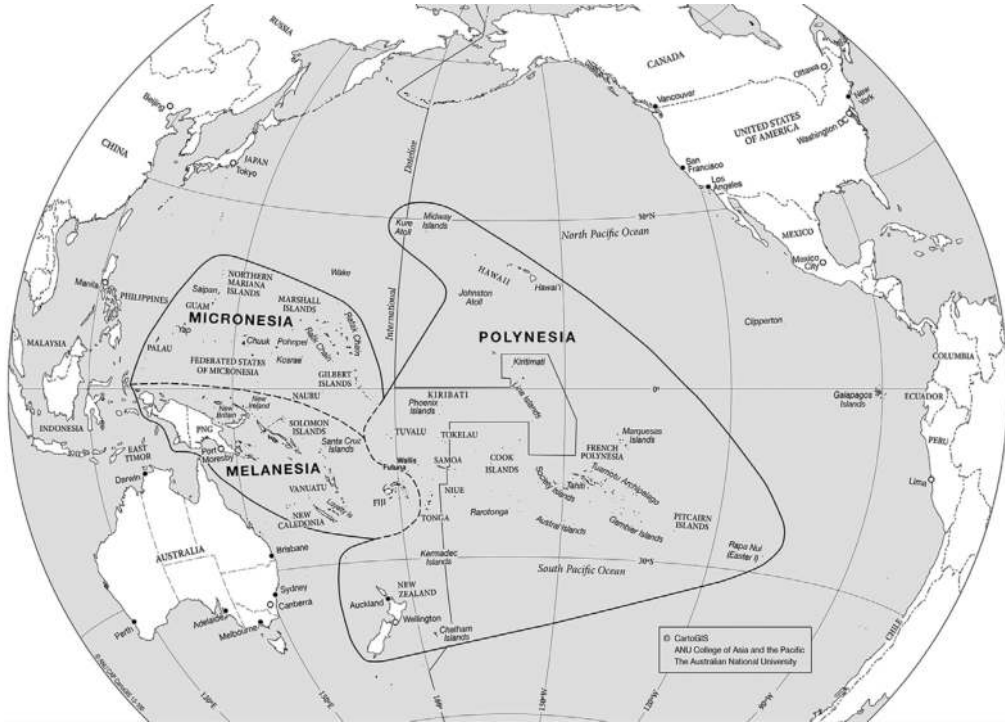 RUSSIA
CANADA
Ottawa
Beijing
Vancouver
New
York
UNITED STATES
OF AMERICA
Washington DC
CHINA
JAPAN
Tokyo
Dateline
San
Francisco
Los
Angeles
30°N
Kure
Atoll
Midway
Islands
North Pacific Ocean
MEXICO
Mexico
City
HAWAII
Hawai'i
Wake
NORTHERN
MARIANA
ISLANDS
Saipan
Manila
PHILIPPINES
GUAM
MARSHALL
ISLANDS
Johnston
Atoll
International
Clipperton
MICRONESIA
Yap
Ratak Chain
Ralik Chain
POLYNESIA
MALAYSIA
PALAU
Chuuk
Pohnpei
Kosrae
FEDERATED STATES
OF MICRONESIA
Kiritimati
COLUMBIA
GILBERT
ISLANDS
NAURU
KIRIBATI
Phoenix
Islands
Line Islands
0°
Galapagos
Islands
ECUADOR
INDONESIA
New
Ireland
New
Britain
PNG
SOLOMON
ISLANDS
Santa Cruz
Islands
TUVALU
TOKELAU
Marquesas
Islands
PERU
EAST
TIMOR
Port
Moresby
MELANESIA
Wallis
Futuna
SAMOA
COOK
ISLANDS
FRENCH
POLYNESIA
Tuamotu Archipelago
Society Islands
Tahiti
Darwin
VANUATU
FIJI
NIUE
Lima
NEW
CALEDONIA
Loyalty Is
TONGA
Rarotonga
Austral Islands
Gambier Islands
PITCAIRN
ISLANDS
AUSTRALIA
Brisbane
Kermadec
Islands
Rapa Nui
(Easter I)
30°S
South Pacific Ocean
Sydney
Canberra
Adelaide
Melbourne
Perth
Auckland
NEW
ZEALAND
Wellington
Chatham
Islands
CHILE
© CartoGIS
ANU College of Asia and the Pacific
The Australian National University
120°E
150°E
180°
150°W
120°W
90°W